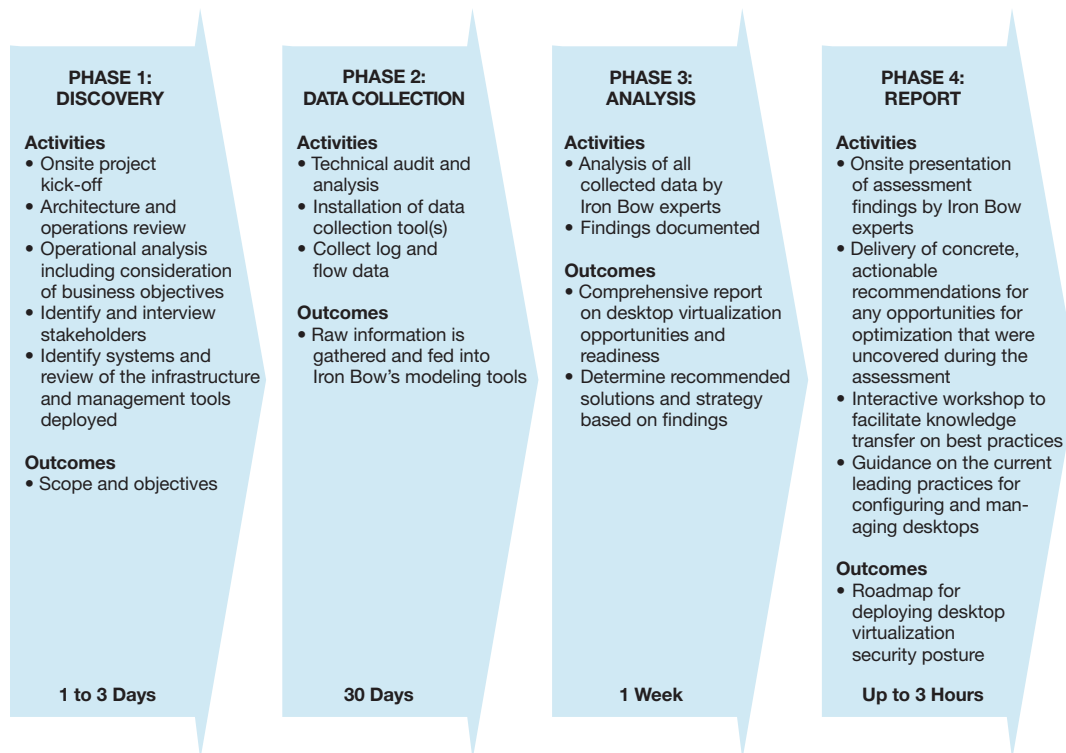 PHASE 1:
DISCOVERY
Activities
• Onsite project
kick-off
• Architecture and
operations review
• Operational analysis
including consideration
of business objectives
• Identify and interview
stakeholders
• Identify systems and
review of the infrastructure
and management tools
deployed
Outcomes
• Scope and objectives
1 to 3 Days
PHASE 2:
DATA COLLECTION
Activities
• Technical audit and
analysis
• Installation of data
collection tool(s)
• Collect log and
flow data
Outcomes
• Raw information is
gathered and fed into
Iron Bow's modeling tools
30 Days
PHASE 3:
ANALYSIS
Activities
• Analysis of all
collected data by
Iron Bow experts
• Findings documented
Outcomes
• Comprehensive report
on desktop virtualization
opportunities and
readiness
• Determine recommended
solutions and strategy
based on findings
1 Week
PHASE 4:
REPORT
Activities
• Onsite presentation
of assessment
findings by Iron Bow
experts
• Delivery of concrete,
actionable
recommendations for
any opportunities for
optimization that were
uncovered during the
assessment
• Interactive workshop to
facilitate knowledge
transfer on best practices
• Guidance on the current
leading practices for
configuring and man-
aging desktops
Outcomes
• Roadmap for
deploying desktop
virtualization
security posture
Up to 3 Hours